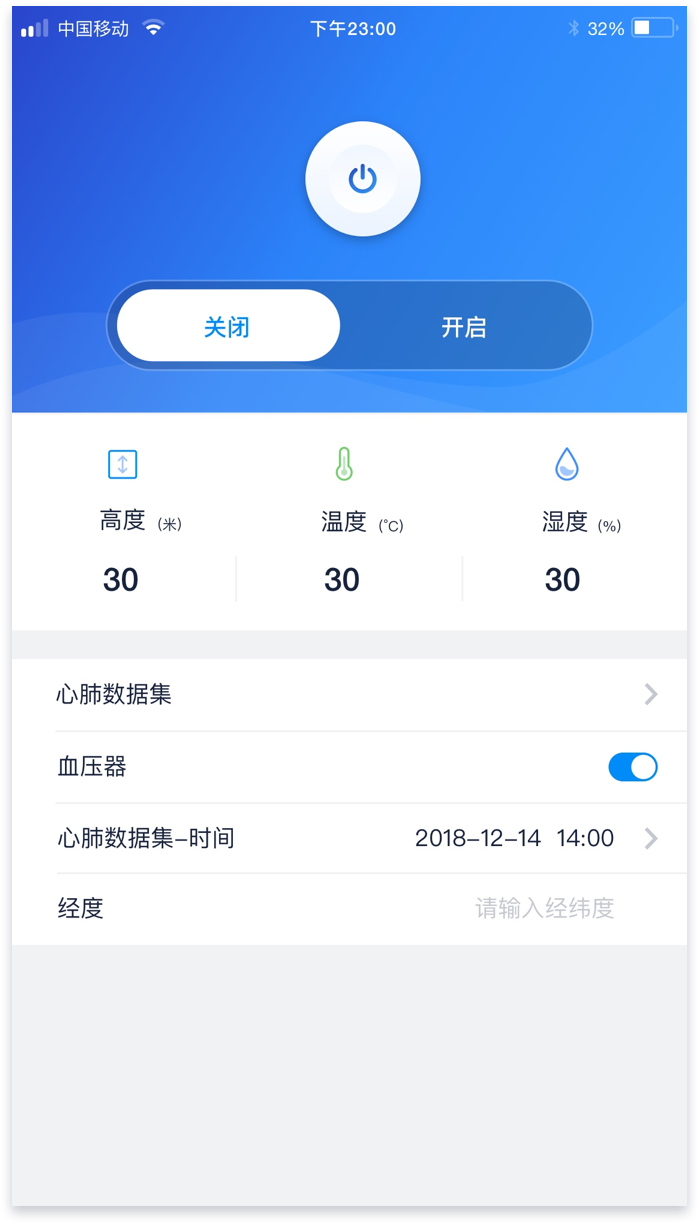 中国移动 下午23:00 32%
关闭 开启
高度 (米) 温度 (℃) 湿度 (%)
30 30 30
心肺数据集
血压器
心肺数据集–时间 2018–12–14 14:00
经度 请输入经纬度